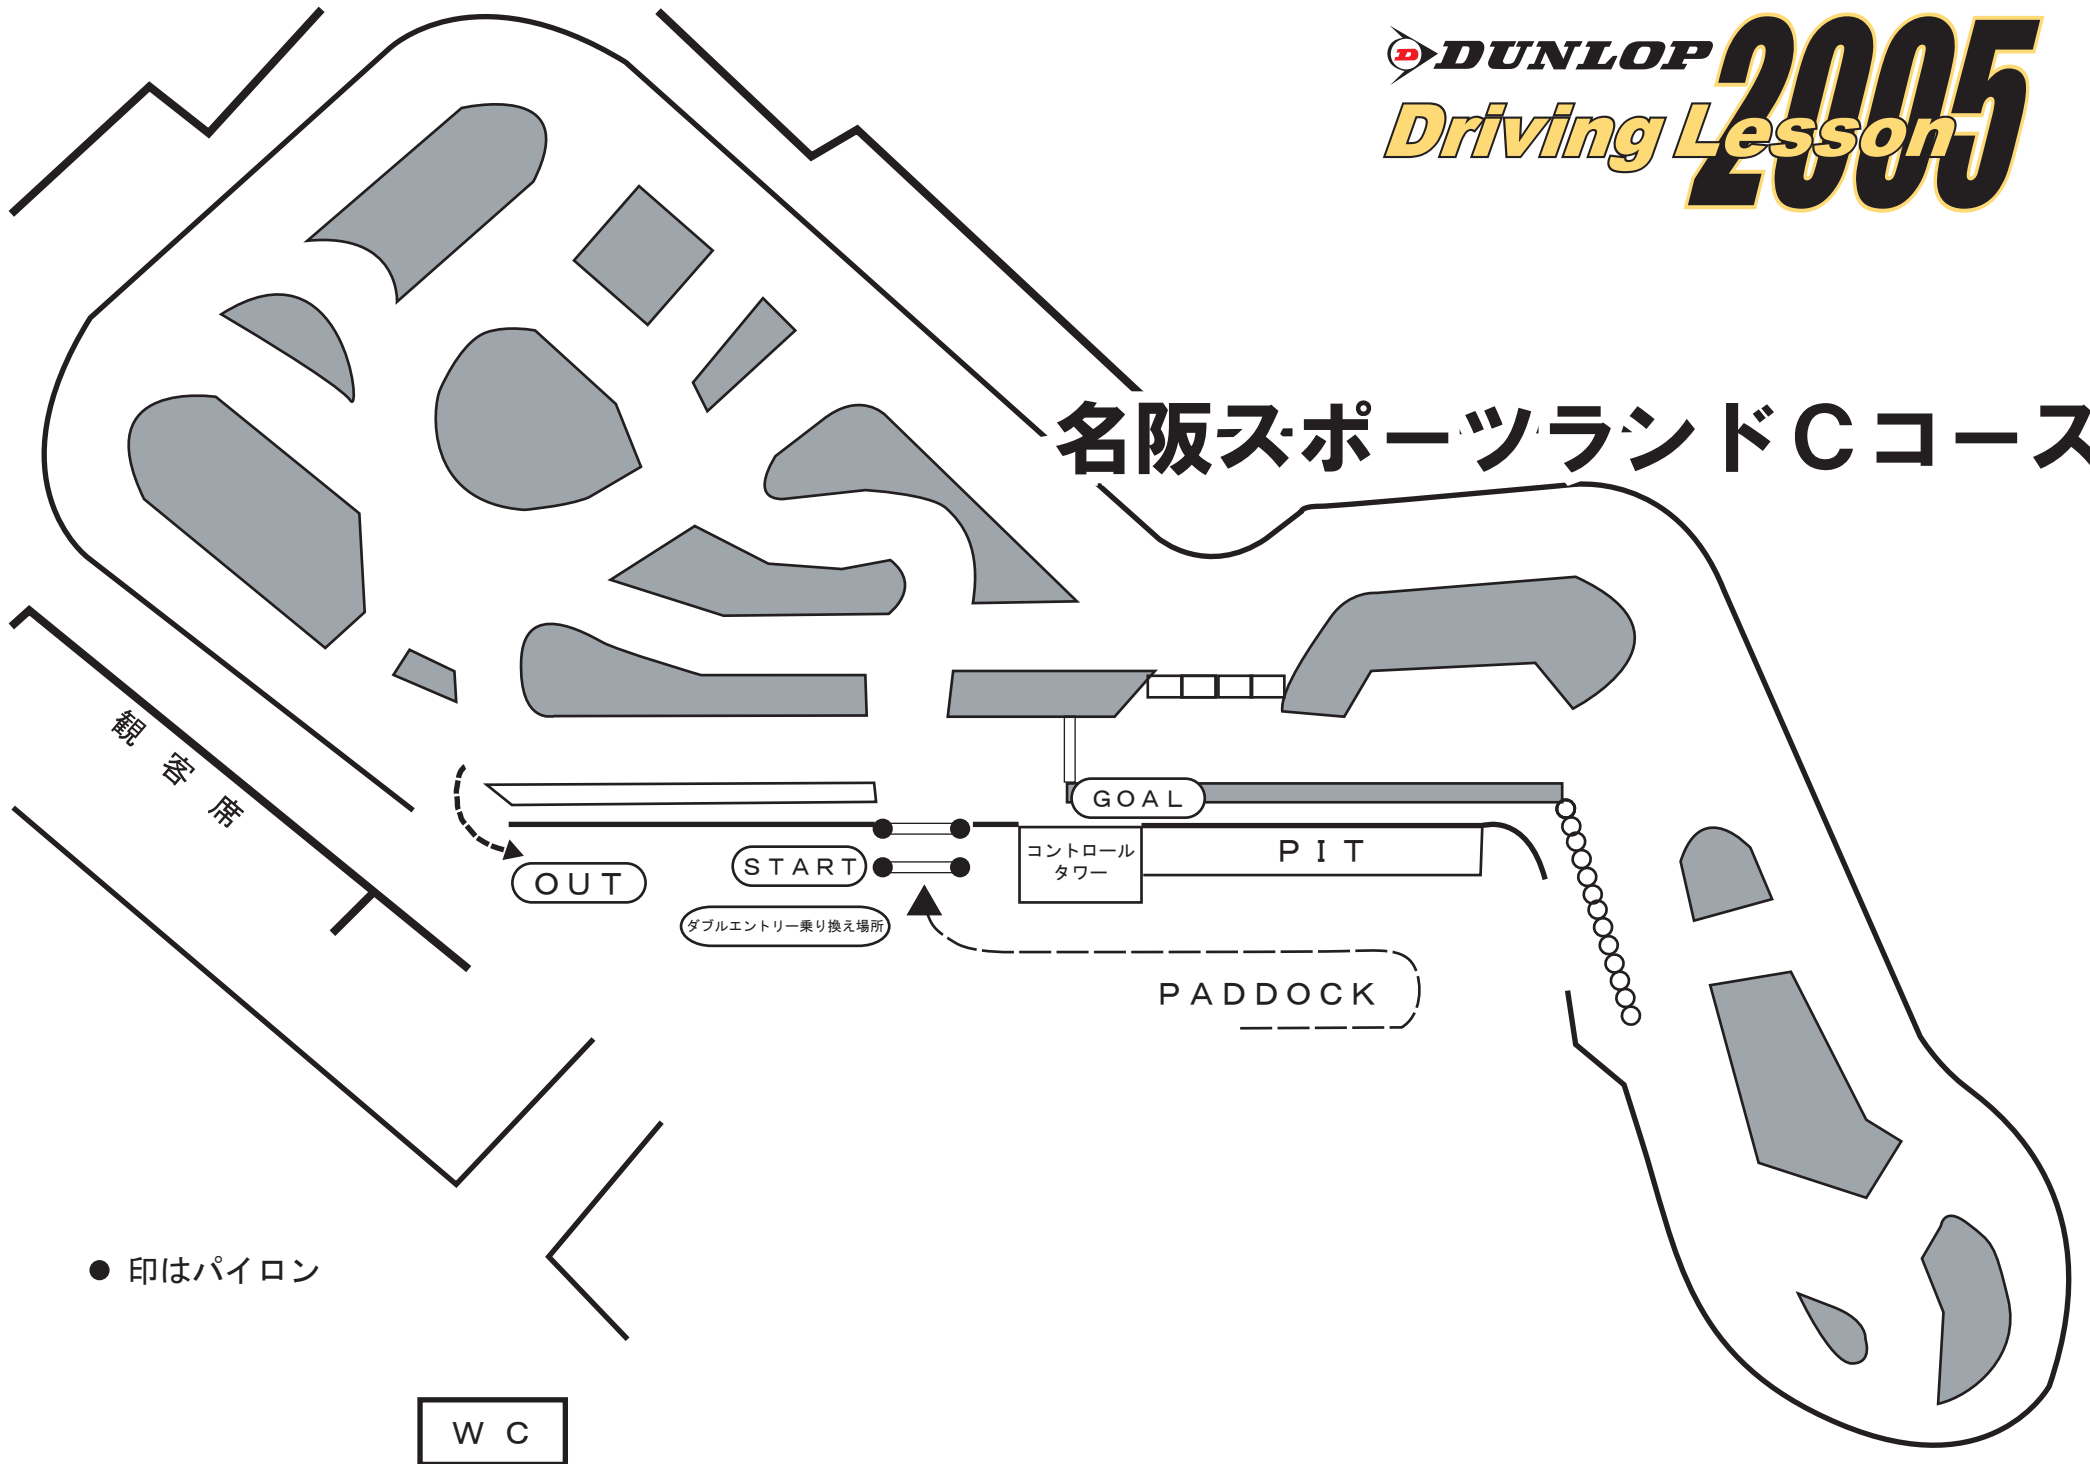 DUNLOP 2005
Driving Lesson
名阪スポーツランドCコース
観客席
GOAL
コントロール
タワー
PIT
START
OUT
ダブルエントリー乗り換え場所
PADDOCK
● 印はパイロン
WC